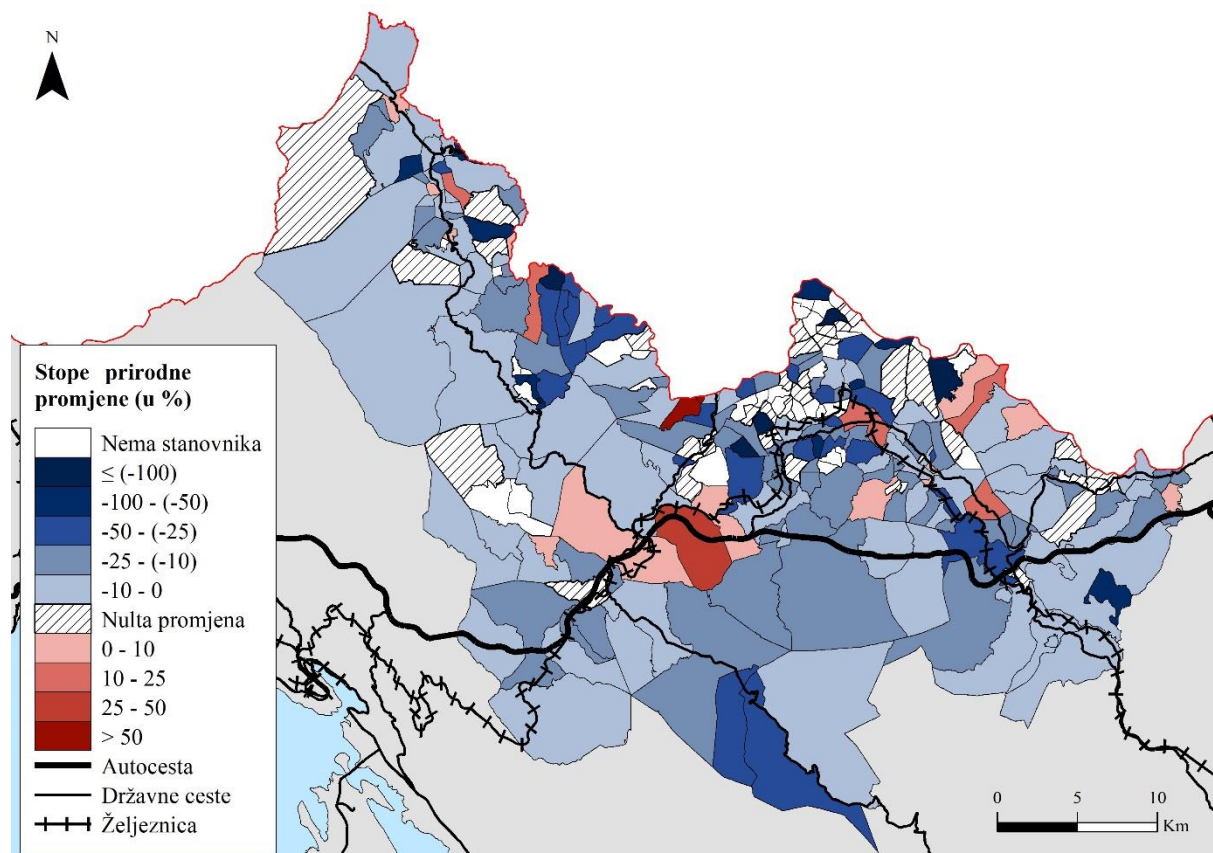 N
Stope prirodne
promjene (u %)
Nema stanovnika
≤ (-100)
-100 - (-50)
-50 - (-25)
-25 - (-10)
-10 - 0
Nulta promjena
0 - 10
10 - 25
25 - 50
> 50
Autocesta
Državne ceste
Željeznica
0 5 10
Km